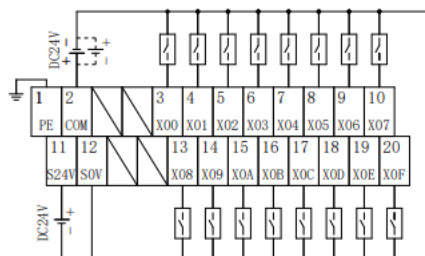 DC24V
1 2 3 4 5 6 7 8 9 10
PE COM X00 X01 X02 X03 X04 X05 X06 X07
11 12 13 14 15 16 17 18 19 20
S24V S0V X08 X09 X0A X0B X0C X0D X0E X0F
DC24V